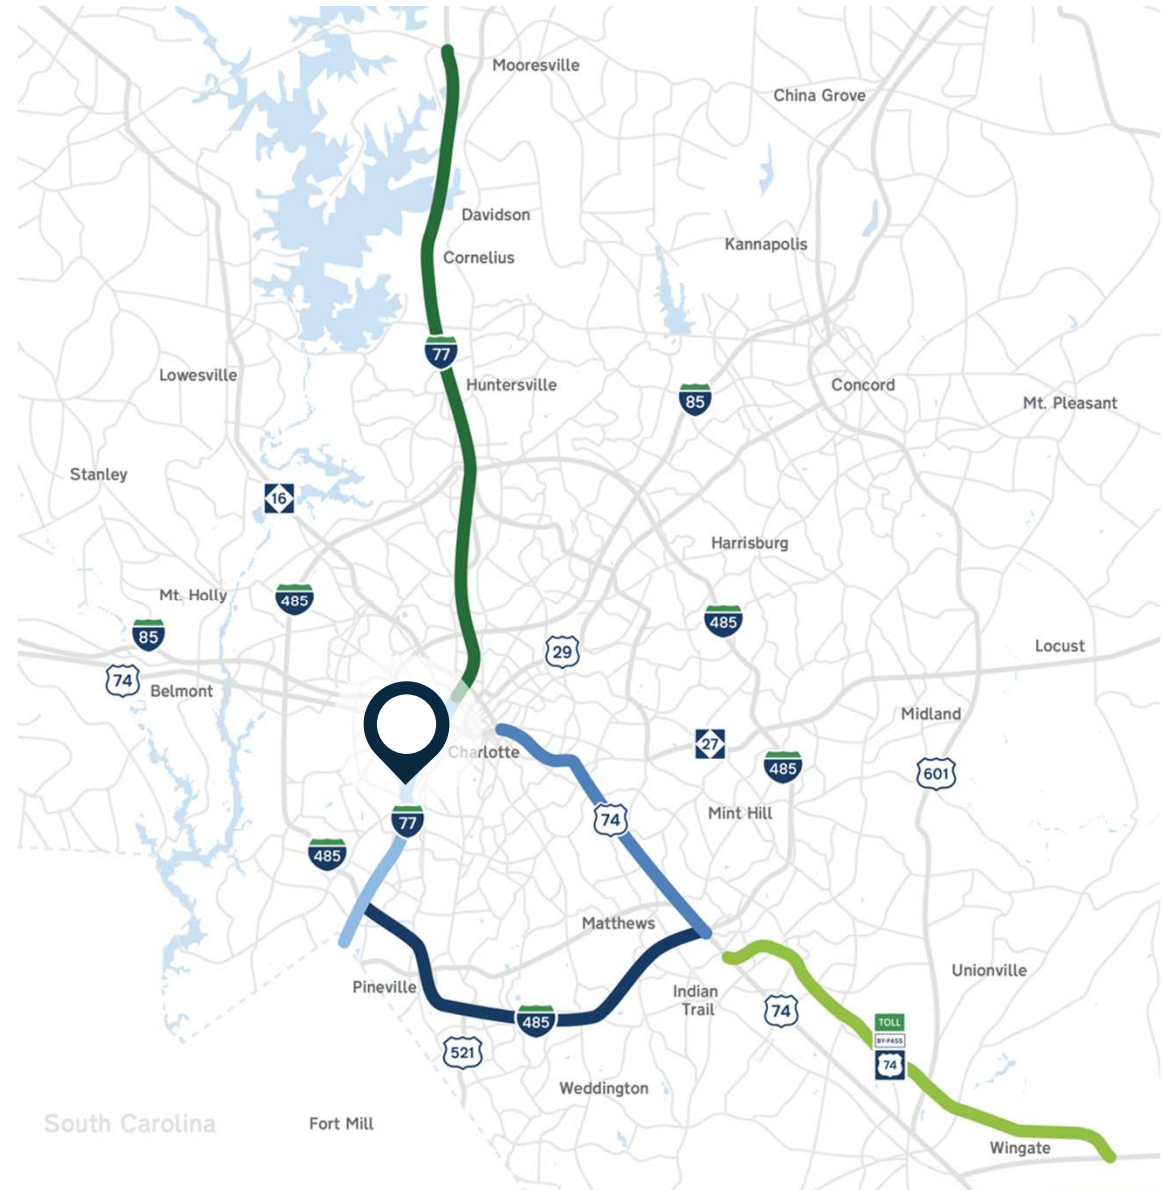 Mooresville
China Grove
Davidson
Kannapolis
Cornelius
77
Lowesville
Huntersville
Concord
85
Mt. Pleasant
Stanley
16
Harrisburg
Mt. Holly
485
485
85
Locust
29
74
Belmont
Midland
27
Charlotte
485
601
Mint Hill
77
74
485
Matthews
Unionville
Pineville
Indian
Trail
74
485
TOLL
BY-PASS
74
521
Weddington
South Carolina
Fort Mill
Wingate